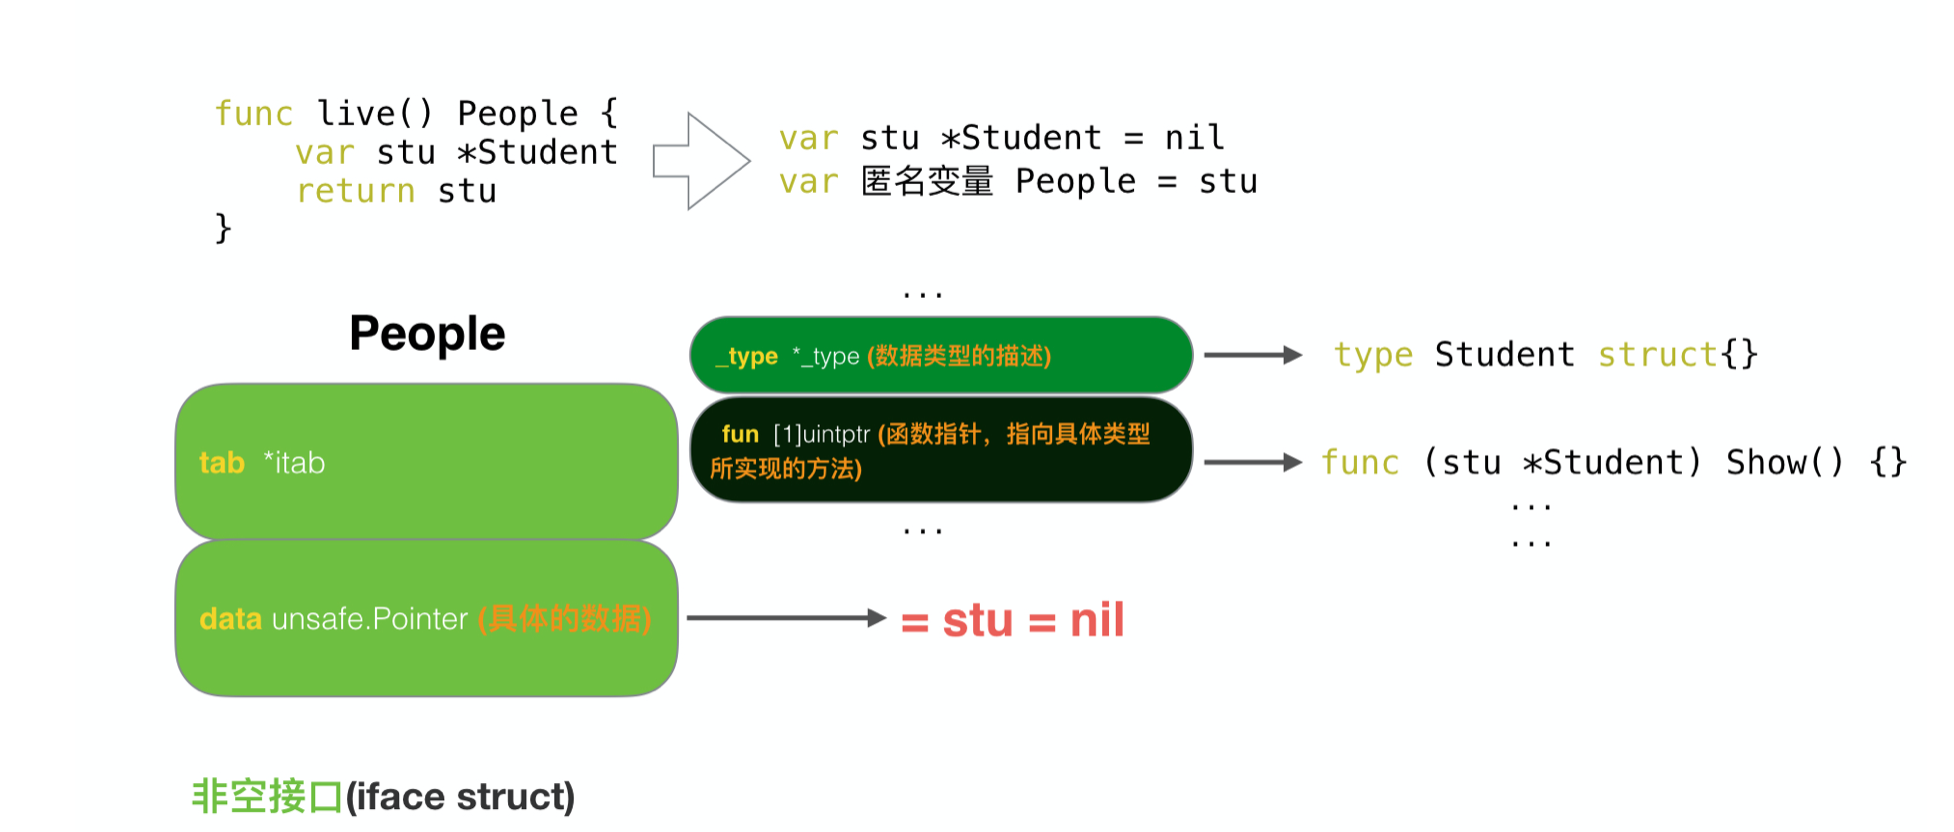 func live() People {
    var stu *Student
    return stu
}
var stu *Student = nil
var 匿名变量 People = stu
People
tab *itab
data unsafe.Pointer (具体的数据)
...
_type *_type (数据类型的描述)
fun [1]uintptr (函数指针，指向具体类型
所实现的方法)
...
type Student struct{}
func (stu *Student) Show() {}
...
...
= stu = nil
非空接口(iface struct)